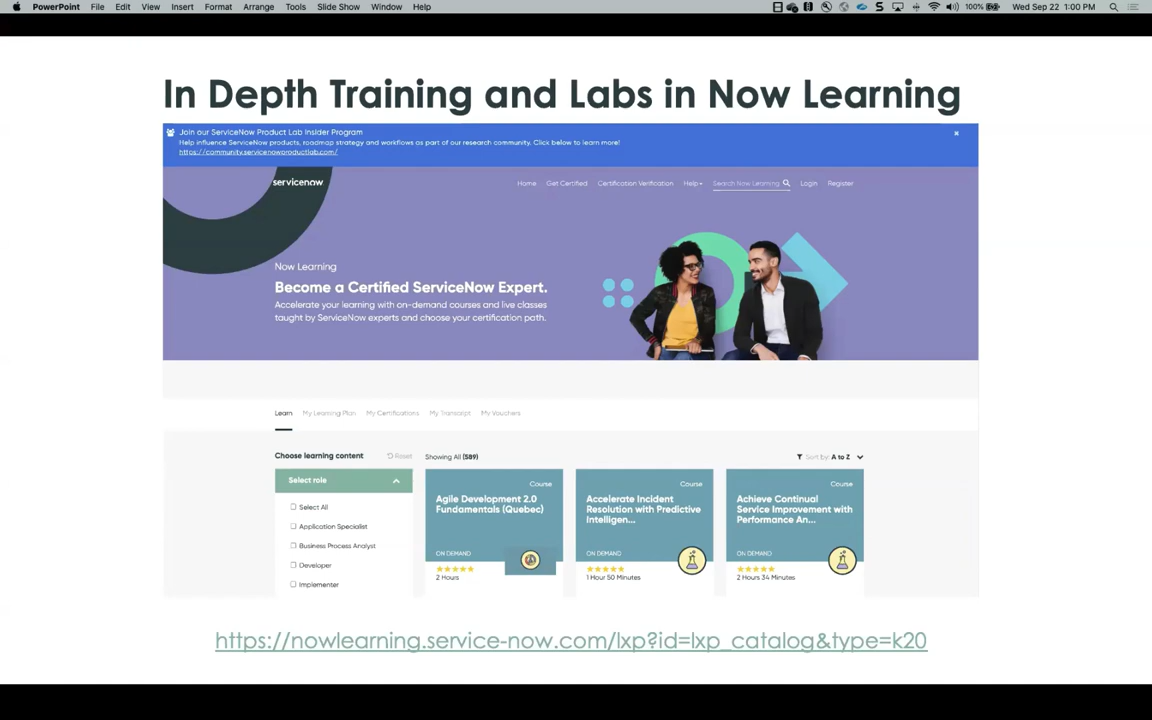 PowerPoint File Edit View Insert Format Arrange Tools Slide Show Window Help 100% Wed Sep 22 1:00 PM
In Depth Training and Labs in Now Learning
Join our ServiceNow Product Lab Insider Program
Help influence ServiceNow products, roadmap strategy and workflows as part of our research community. Click below to learn more!
https://community.servicenowproductlab.com/
servicenow Home Get Certified Certification Verification Help Search Now Learning Login Register
Now Learning
Become a Certified ServiceNow Expert.
Accelerate your learning with on-demand courses and live classes
taught by ServiceNow experts and choose your certification path.
Learn My Learning Plan My Certifications My Transcript My Vouchers
Choose learning content Reset Showing All (589) Sort by: A to Z
Select role
Select All
Application Specialist
Business Process Analyst
Developer
Implementer
Course
Agile Development 2.0
Fundamentals (Quebec)
ON DEMAND
2 Hours
Course
Accelerate Incident
Resolution with Predictive
Intelligen...
ON DEMAND
1 Hour 50 Minutes
Course
Achieve Continual
Service Improvement with
Performance An...
ON DEMAND
2 Hours 34 Minutes
https://nowlearning.service-now.com/lxp?id=lxp_catalog&type=k20